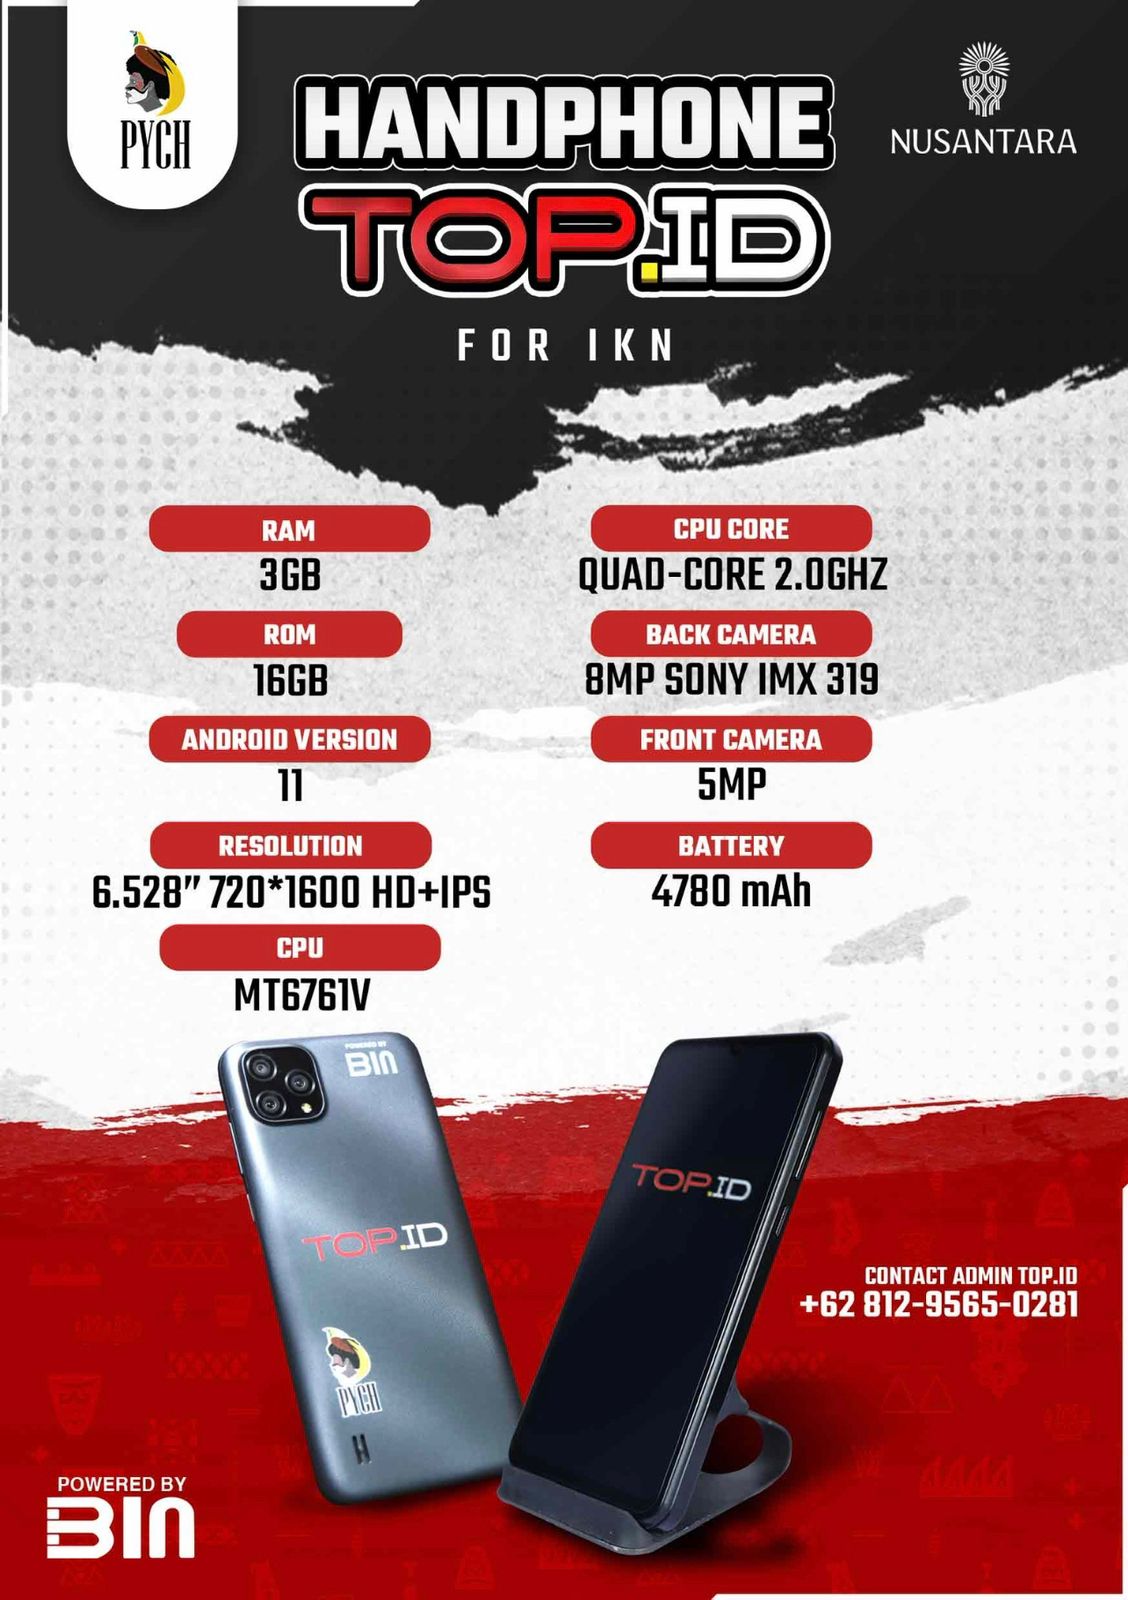 PYCH
HANDPHONE
TOP.ID
FOR IKN
NUSANTARA
RAM
3GB
ROM
16GB
ANDROID VERSION
11
RESOLUTION
6.528" 720*1600 HD+IPS
CPU
MT6761V
CPU CORE
QUAD-CORE 2.0GHZ
BACK CAMERA
8MP SONY IMX 319
FRONT CAMERA
5MP
BATTERY
4780 mAh
POWERED BY
BIN
TOP.ID
PYCH
TOP.ID
CONTACT ADMIN TOP.ID
+62 812-9565-0281
POWERED BY
BIN